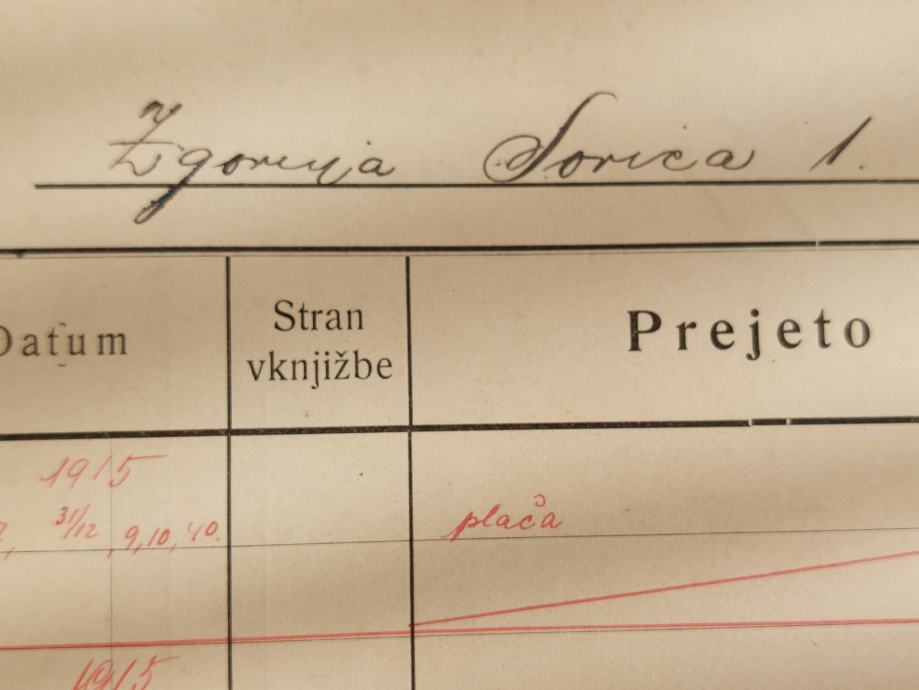 Zgornja Sorica 1.
Datum
Stran
vknjižbe
Prejeto
1915
31/12, 9, 10, 40.
plača
1915